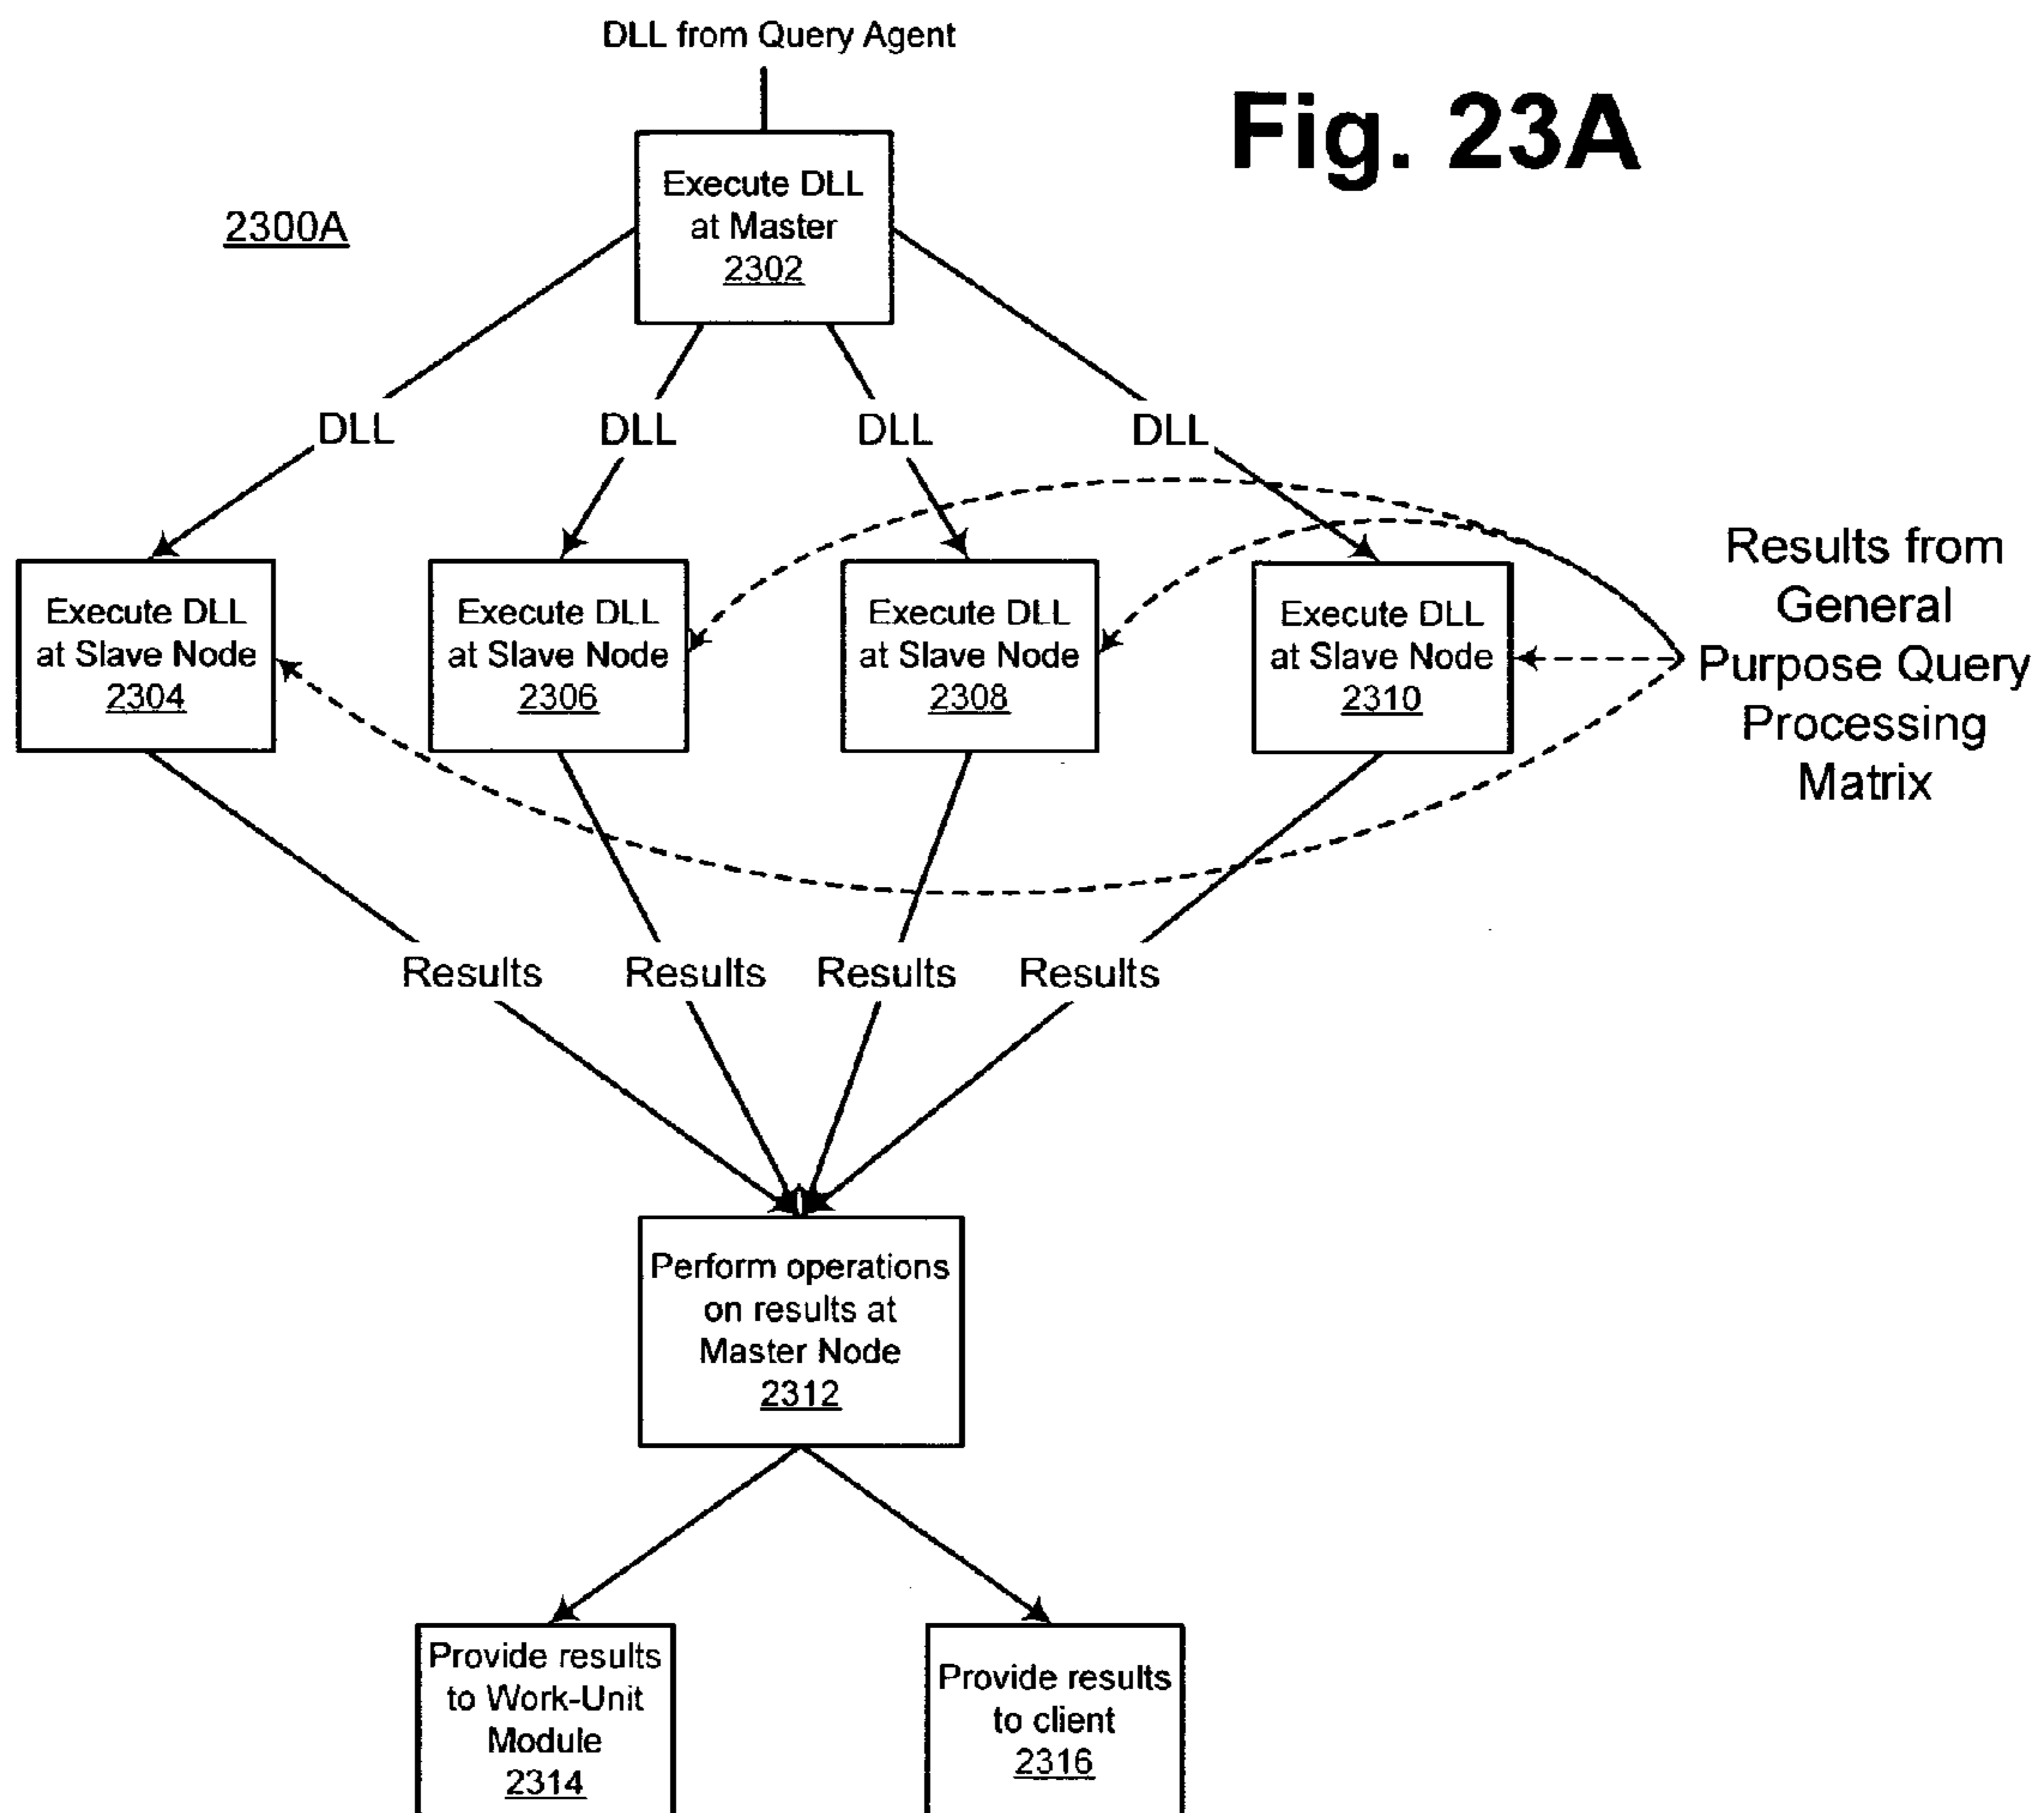 DLL from Query Agent
Fig. 23A
2300A
Execute DLL
at Master
2302
DLL
DLL
DLL
DLL
Execute DLL
at Slave Node
2304
Execute DLL
at Slave Node
2306
Execute DLL
at Slave Node
2308
Execute DLL
at Slave Node
2310
Results from
General
Purpose Query
Processing
Matrix
Results
Results
Results
Results
Perform operations
on results at
Master Node
2312
Provide results
to Work-Unit
Module
2314
Provide results
to client
2316